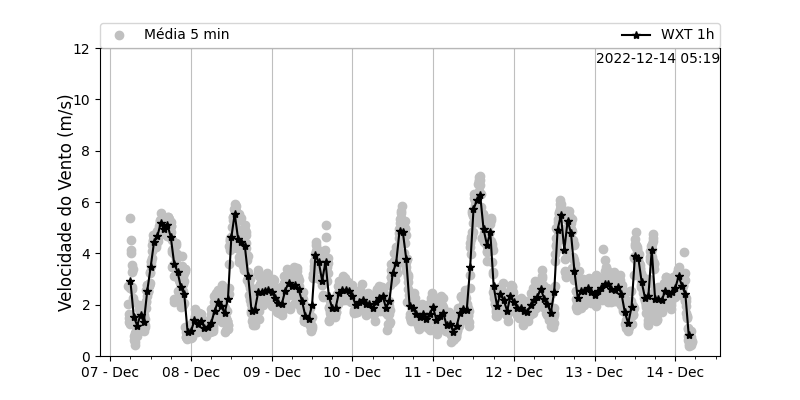 Média 5 min
WXT 1h
2022-12-14 05:19
Velocidade do Vento (m/s)
12
10
8
6
4
2
0
07 - Dec
08 - Dec
09 - Dec
10 - Dec
11 - Dec
12 - Dec
13 - Dec
14 - Dec